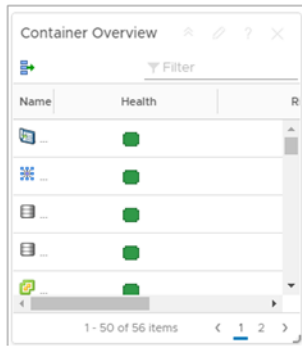 Container Overview
?
Filter
Name Health R
...
...
...
...
...
1 - 50 of 56 items
1 2